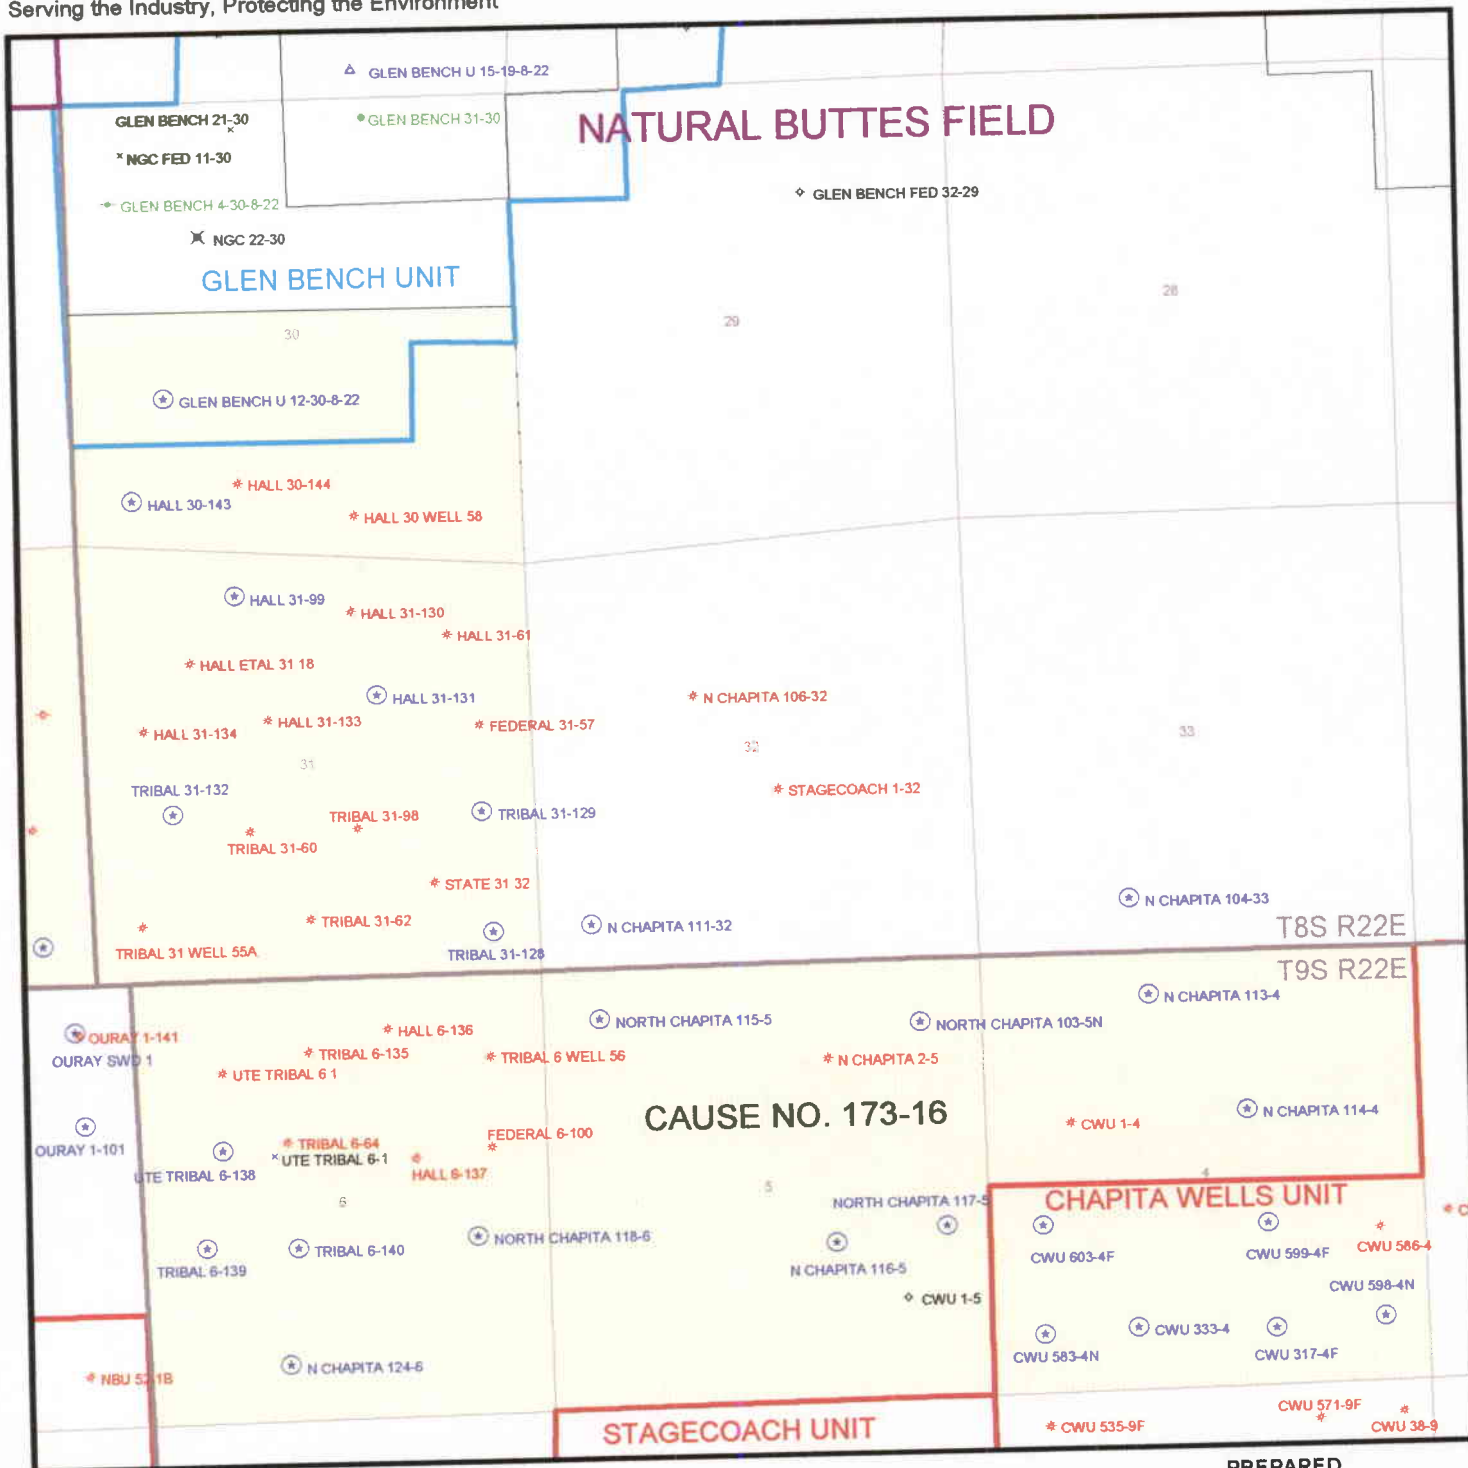 Serving the Industry, Protecting the Environment
GLEN BENCH U 15-19-8-22
GLEN BENCH 21-30
GLEN BENCH 31-30
NATURAL BUTTES FIELD
NGC FED 11-30
GLEN BENCH FED 32-29
GLEN BENCH 4-30-8-22
NGC 22-30
GLEN BENCH UNIT
28
29
30
GLEN BENCH U 12-30-8-22
HALL 30-144
HALL 30-143
HALL 30 WELL 58
HALL 31-99
HALL 31-130
HALL 31-61
HALL ETAL 31 18
HALL 31-131
N CHAPITA 106-32
HALL 31-133
FEDERAL 31-57
HALL 31-134
33
32
31
TRIBAL 31-132
STAGECOACH 1-32
TRIBAL 31-98
TRIBAL 31-129
TRIBAL 31-60
STATE 31 32
N CHAPITA 104-33
TRIBAL 31-62
N CHAPITA 111-32
T8S R22E
TRIBAL 31 WELL 55A
TRIBAL 31-128
T9S R22E
N CHAPITA 113-4
NORTH CHAPITA 115-5
NORTH CHAPITA 103-5N
HALL 6-136
OURAY 1-141
TRIBAL 6-135
TRIBAL 6 WELL 56
N CHAPITA 2-5
OURAY SWD 1
UTE TRIBAL 6 1
CAUSE NO. 173-16
N CHAPITA 114-4
CWU 1-4
FEDERAL 6-100
TRIBAL 6-64
OURAY 1-101
UTE TRIBAL 6-1
UTE TRIBAL 6-138
HALL 6-137
4
5
6
CHAPITA WELLS UNIT
NORTH CHAPITA 117-5
C
NORTH CHAPITA 118-6
CWU 586-4
TRIBAL 6-140
CWU 599-4F
CWU 603-4F
N CHAPITA 116-5
TRIBAL 6-139
CWU 598-4N
CWU 1-5
CWU 333-4
CWU 583-4N
CWU 317-4F
N CHAPITA 124-6
NBU 52 1B
CWU 571-9F
CWU 535-9F
CWU 38-9
STAGECOACH UNIT
PREPARED